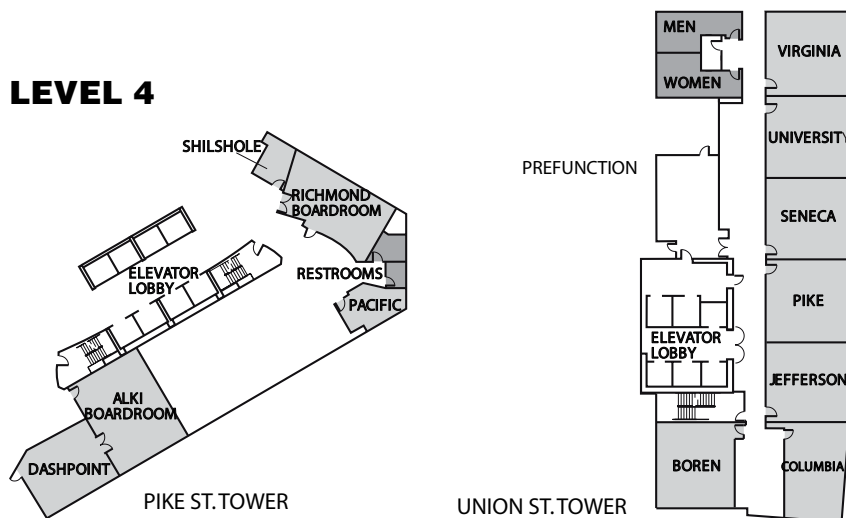 LEVEL 4
SHILSHOLE
RICHMOND
BOARDROOM
ELEVATOR
LOBBY
RESTROOMS
PACIFIC
ALKI
BOARDROOM
DASHPOINT
PIKE ST. TOWER
MEN
WOMEN
VIRGINIA
UNIVERSITY
PREFUNCTION
SENECA
PIKE
ELEVATOR
LOBBY
JEFFERSON
BOREN
COLUMBIA
UNION ST. TOWER